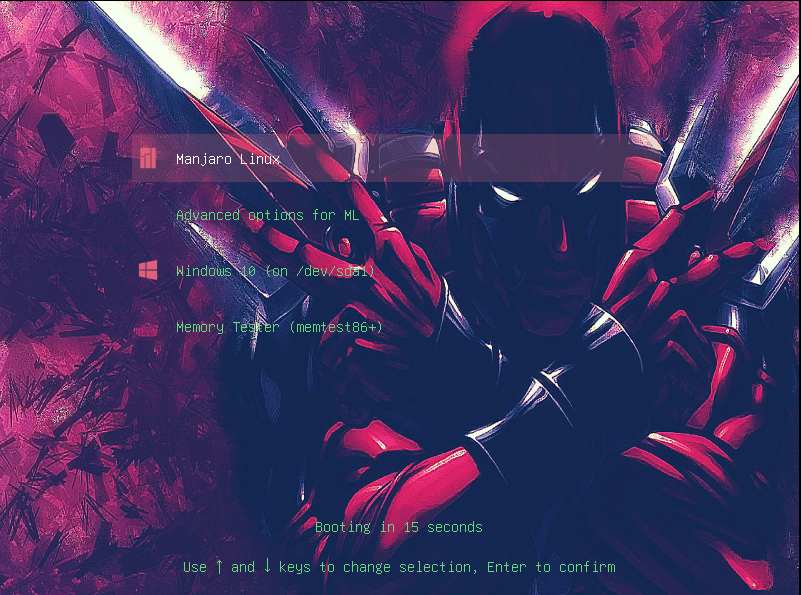 Manjaro Linux
Advanced options for ML
Windows 10 (on /dev/sda1)
Memory Tester (memtest86+)
Booting in 15 seconds
Use ↑ and ↓ keys to change selection, Enter to confirm